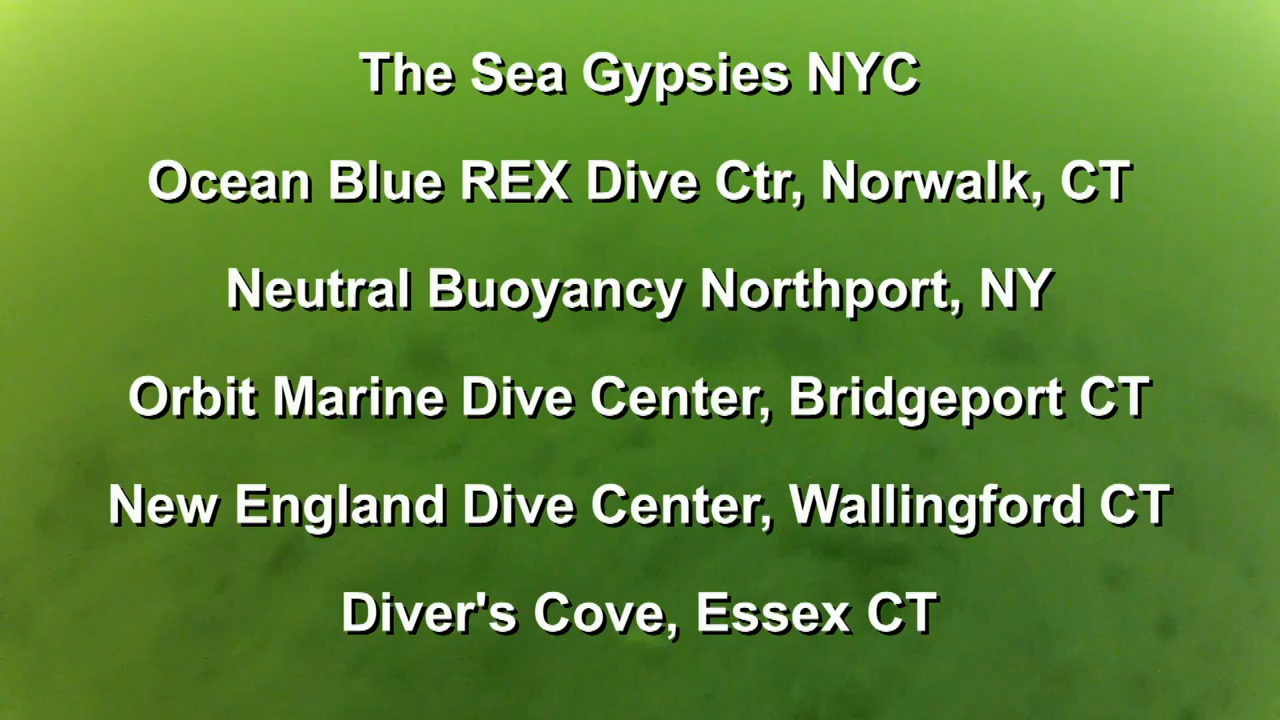 The Sea Gypsies NYC
Ocean Blue REX Dive Ctr, Norwalk, CT
Neutral Buoyancy Northport, NY
Orbit Marine Dive Center, Bridgeport CT
New England Dive Center, Wallingford CT
Diver's Cove, Essex CT